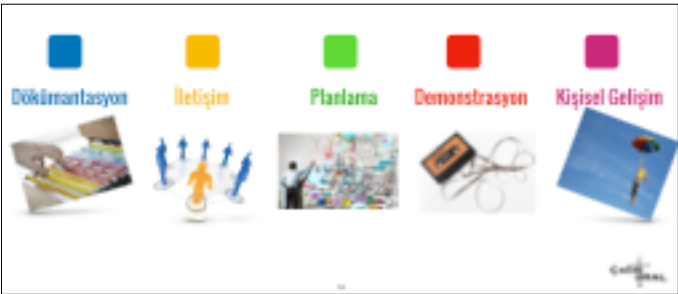 Dökümantasyon
İletişim
Planlama
Demonstrasyon
Kişisel Gelişim